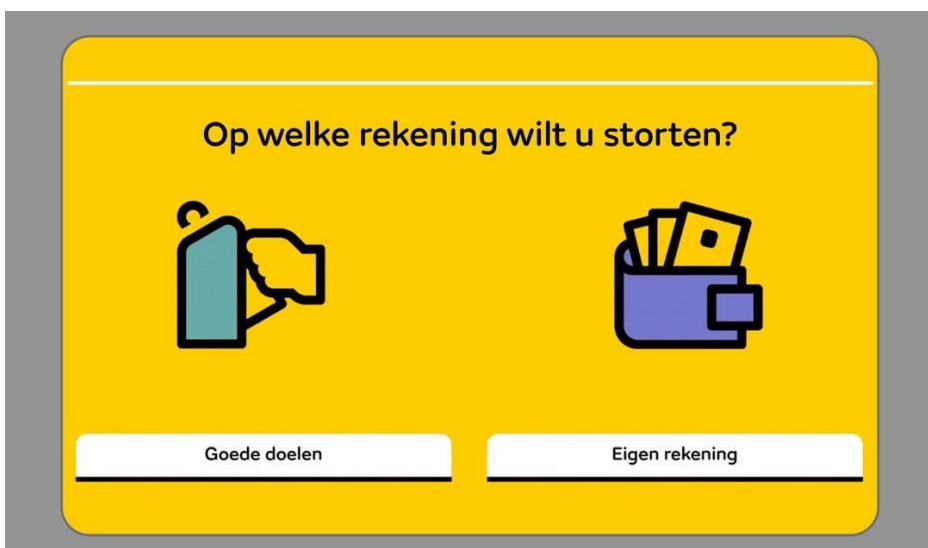 Op welke rekening wilt u storten?
Goede doelen
Eigen rekening